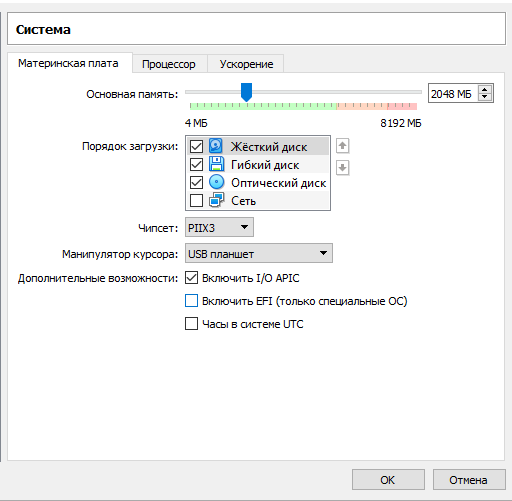 Система
Материнская плата Процессор Ускорение
Основная память: 2048 МБ
4 МБ 8192 МБ
Порядок загрузки: Жёсткий диск
Гибкий диск
Оптический диск
Сеть
Чипсет: PIIX3
Манипулятор курсора: USB планшет
Дополнительные возможности: Включить I/O APIC
Включить EFI (только специальные ОС)
Часы в системе UTC
OK Отмена